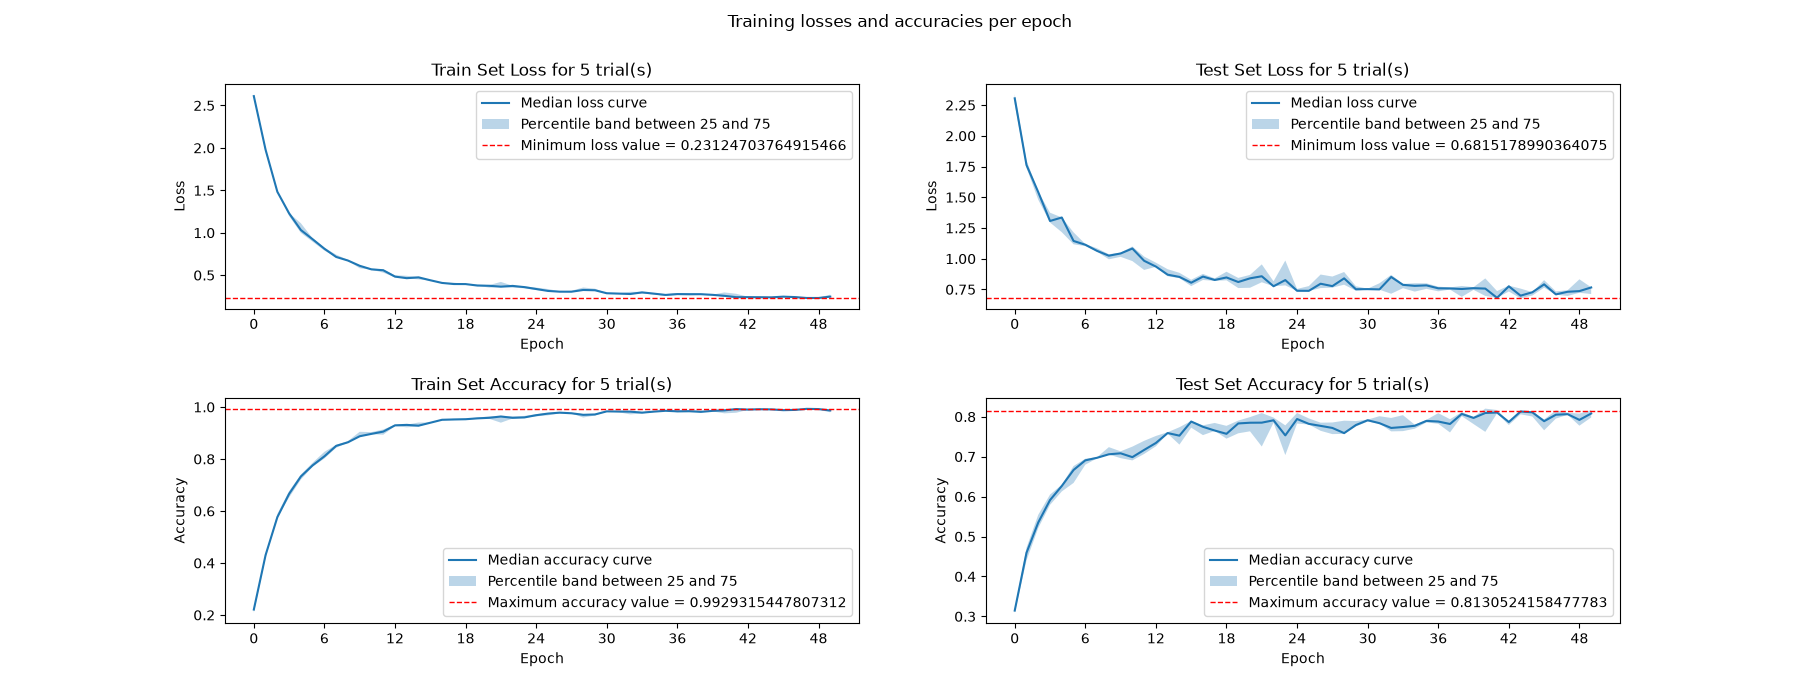 Training losses and accuracies per epoch
Train Set Loss for 5 trial(s)
Loss
2.5
2.0
1.5
1.0
0.5
Median loss curve
Percentile band between 25 and 75
Minimum loss value = 0.23124703764915466
0 6 12 18 24 30 36 42 48
Epoch
Test Set Loss for 5 trial(s)
Loss
2.25
2.00
1.75
1.50
1.25
1.00
0.75
Median loss curve
Percentile band between 25 and 75
Minimum loss value = 0.6815178990364075
0 6 12 18 24 30 36 42 48
Epoch
Train Set Accuracy for 5 trial(s)
Accuracy
1.0
0.8
0.6
0.4
0.2
Median accuracy curve
Percentile band between 25 and 75
Maximum accuracy value = 0.9929315447807312
0 6 12 18 24 30 36 42 48
Epoch
Test Set Accuracy for 5 trial(s)
Accuracy
0.8
0.7
0.6
0.5
0.4
0.3
Median accuracy curve
Percentile band between 25 and 75
Maximum accuracy value = 0.8130524158477783
0 6 12 18 24 30 36 42 48
Epoch